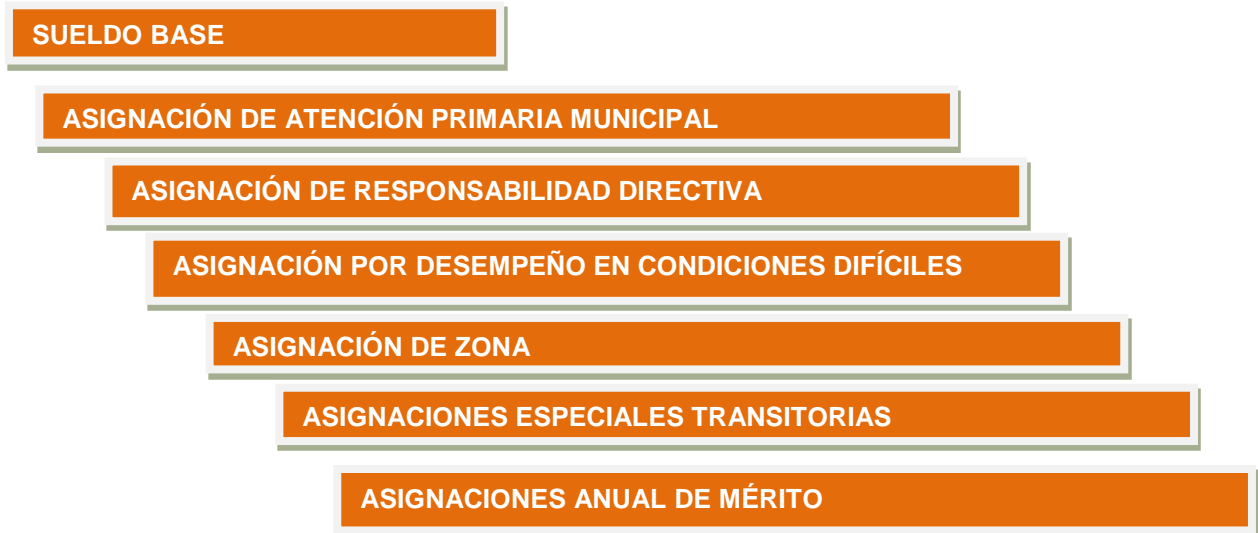 SUELDO BASE
ASIGNACIÓN DE ATENCIÓN PRIMARIA MUNICIPAL
ASIGNACIÓN DE RESPONSABILIDAD DIRECTIVA
ASIGNACIÓN POR DESEMPEÑO EN CONDICIONES DIFÍCILES
ASIGNACIÓN DE ZONA
ASIGNACIONES ESPECIALES TRANSITORIAS
ASIGNACIONES ANUAL DE MÉRITO